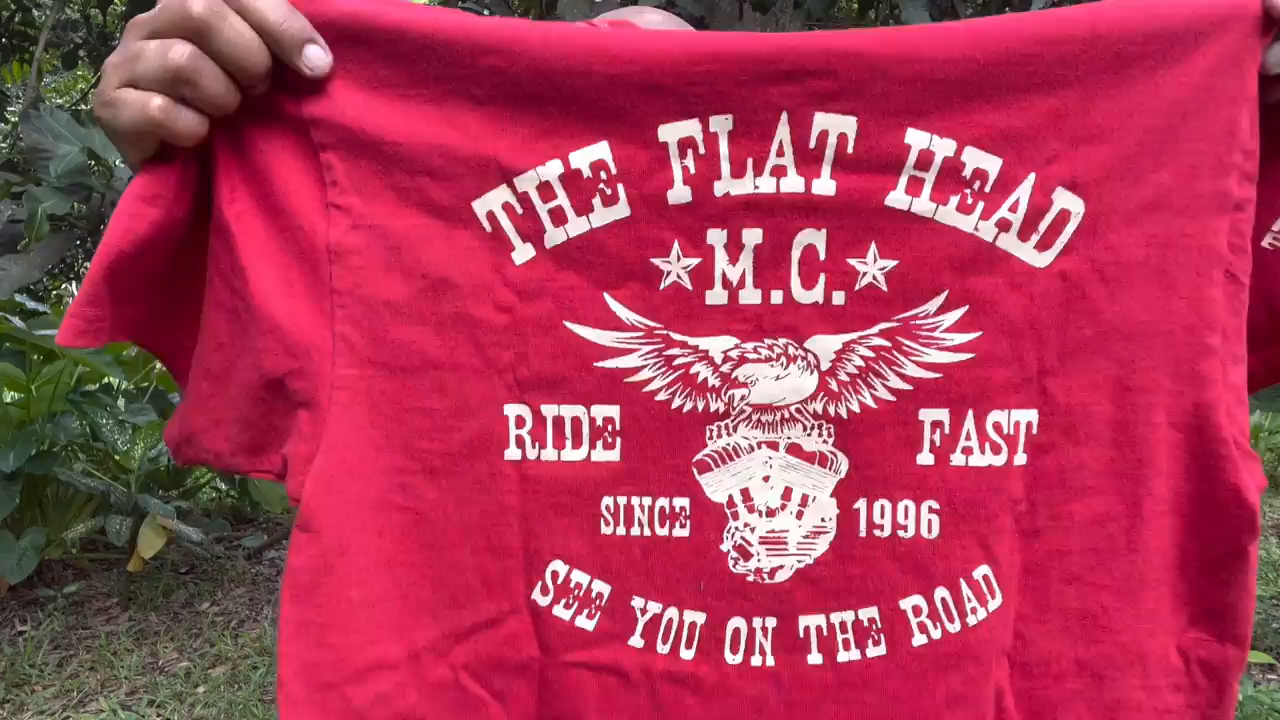 THE FLAT HEAD
M.C.
RIDE FAST
SINCE 1996
SEE YOU ON THE ROAD